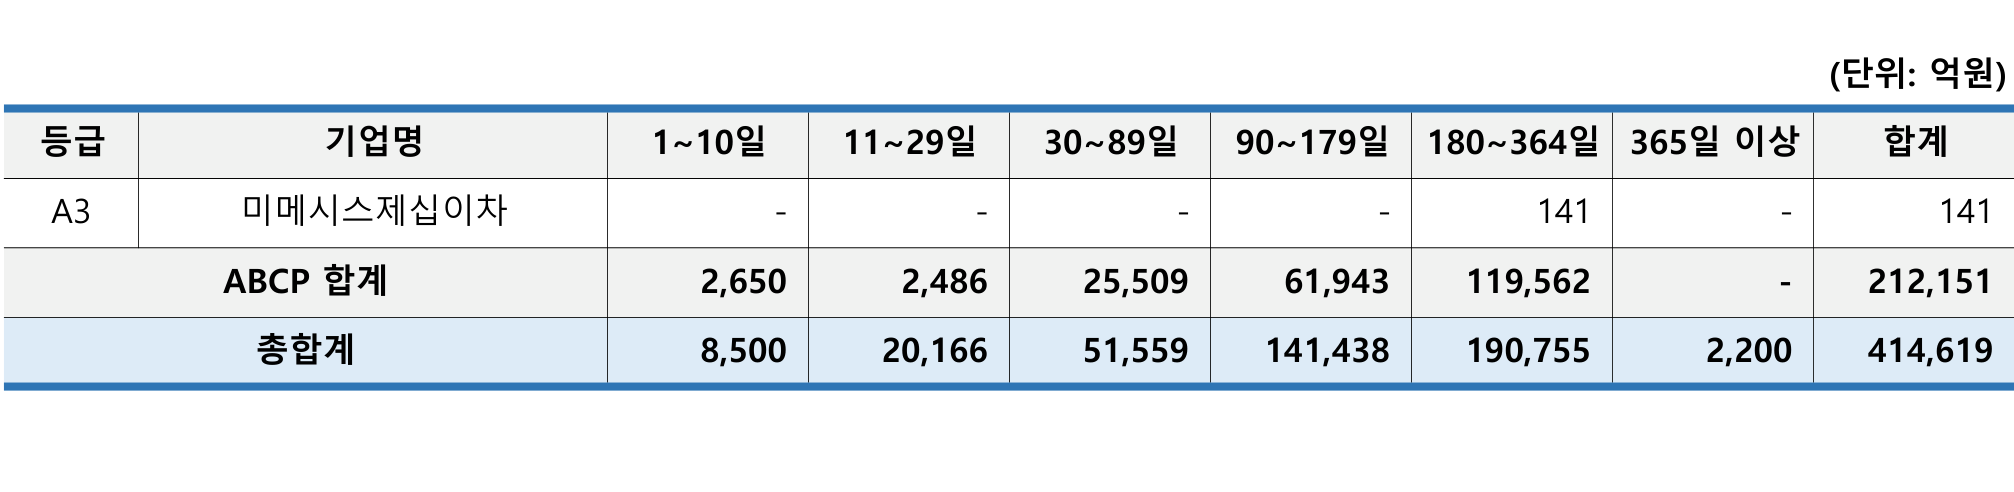 (단위: 억원)
등급 기업명 1~10일 11~29일 30~89일 90~179일 180~364일 365일 이상 합계
A3 미메시스제십이차 - - - - 141 - 141
ABCP 합계 2,650 2,486 25,509 61,943 119,562 - 212,151
총합계 8,500 20,166 51,559 141,438 190,755 2,200 414,619